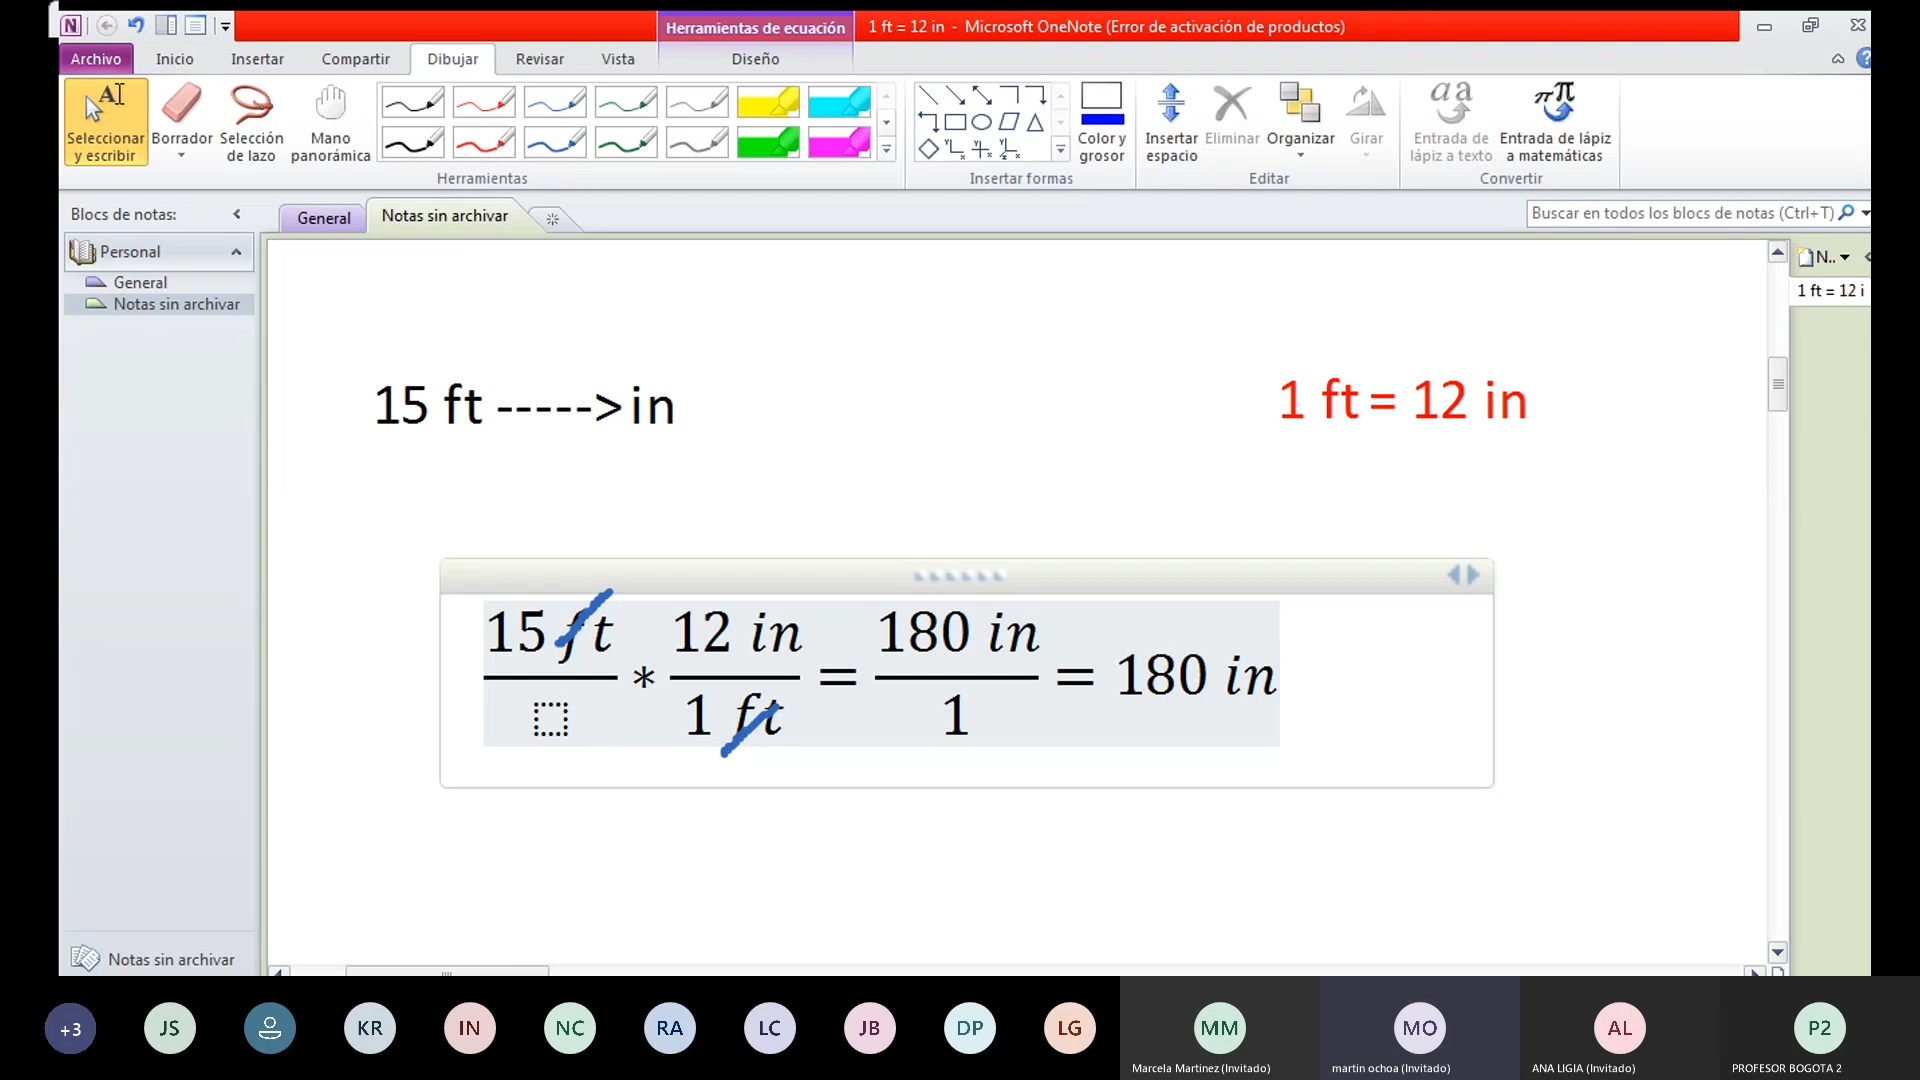 Herramientas de ecuación
1 ft = 12 in - Microsoft OneNote (Error de activación de productos)
Archivo Inicio Insertar Compartir Dibujar Revisar Vista Diseño
Seleccionar y escribir
Borrador
Selección de lazo
Mano panorámica
Herramientas
Insertar formas
Color y grosor
Insertar espacio
Eliminar
Organizar
Girar
Editar
aa
Entrada de lápiz a texto
Entrada de lápiz a matemáticas
Convertir
Blocs de notas:
General
Notas sin archivar
Buscar en todos los blocs de notas (Ctrl+T)
Personal
General
Notas sin archivar
N..
1 ft = 12 i
15 ft ----->in
1 ft = 12 in
15 ft / ⬚ * 12 in / 1 ft = 180 in / 1 = 180 in
Notas sin archivar
+3 JS KR IN NC RA LC JB DP LG MM MO AL P2
Marcela Martinez (Invitado)
martin ochoa (Invitado)
ANA LIGIA (Invitado)
PROFESOR BOGOTA 2